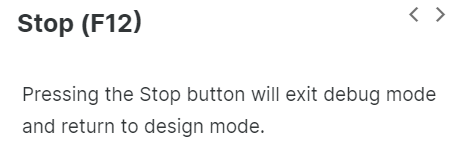 Stop (F12)
Pressing the Stop button will exit debug mode
and return to design mode.